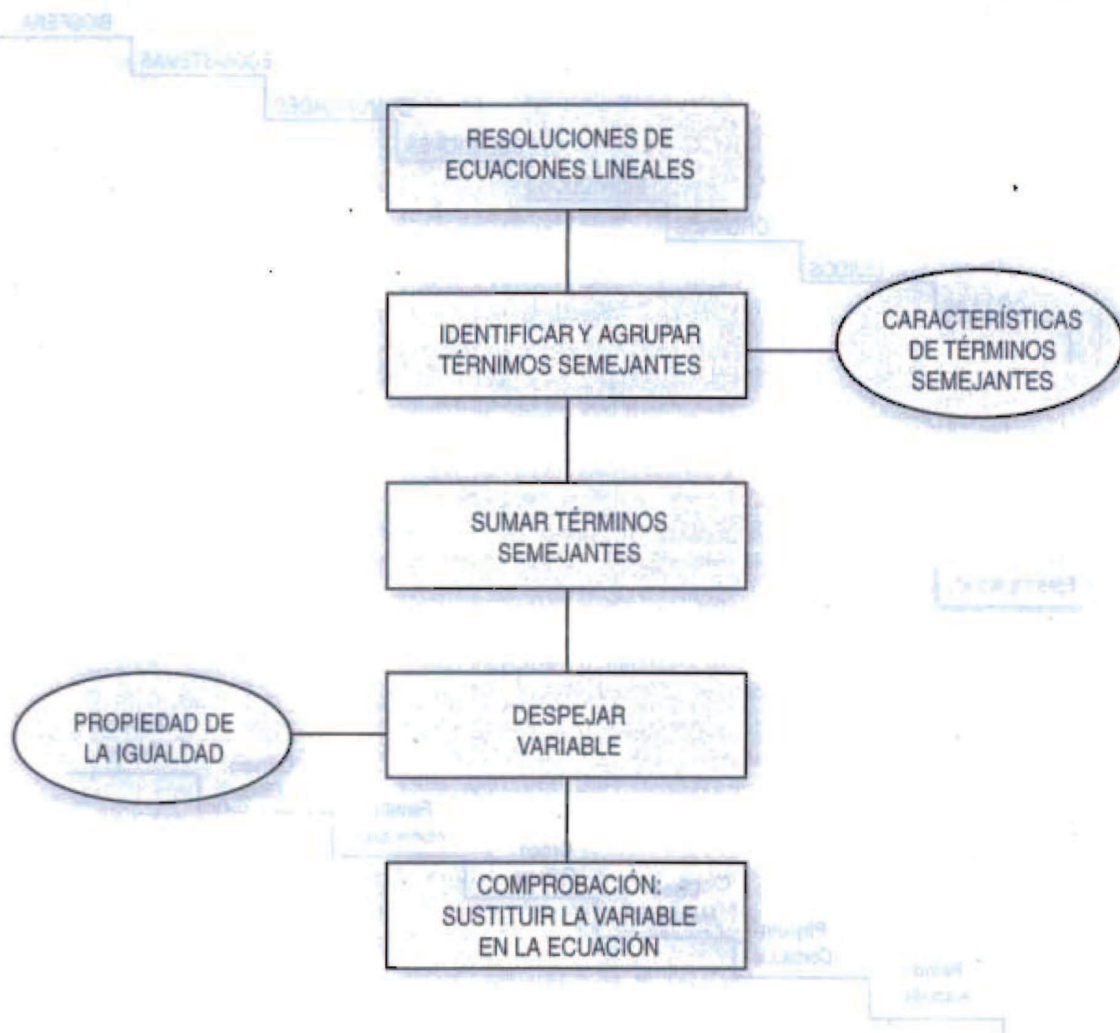 RESOLUCIONES DE
ECUACIONES LINEALES
IDENTIFICAR Y AGRUPAR
TÉRNIMOS SEMEJANTES
CARACTERÍSTICAS
DE TÉRMINOS
SEMEJANTES
SUMAR TÉRMINOS
SEMEJANTES
PROPIEDAD DE
LA IGUALDAD
DESPEJAR
VARIABLE
COMPROBACIÓN:
SUSTITUIR LA VARIABLE
EN LA ECUACIÓN